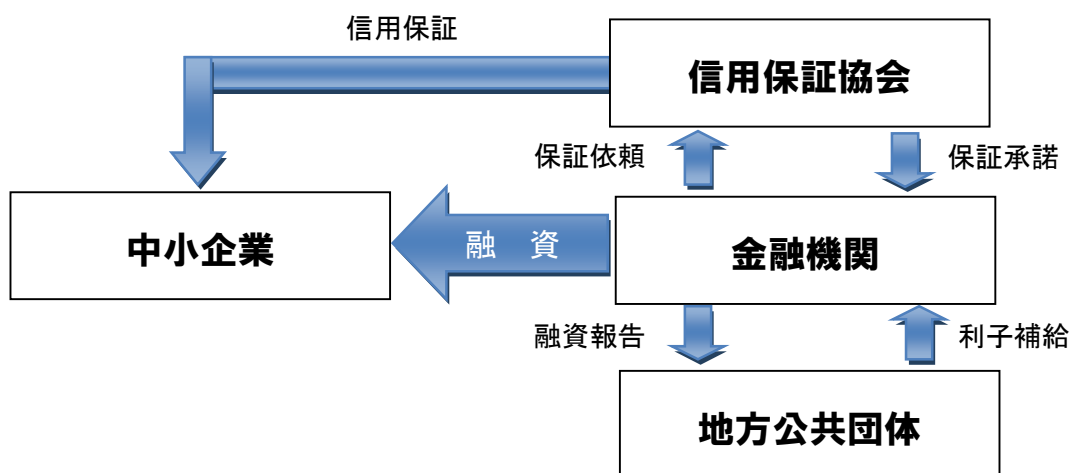 信用保証
信用保証協会
保証依頼
保証承諾
中小企業
融 資
金融機関
融資報告
利子補給
地方公共団体